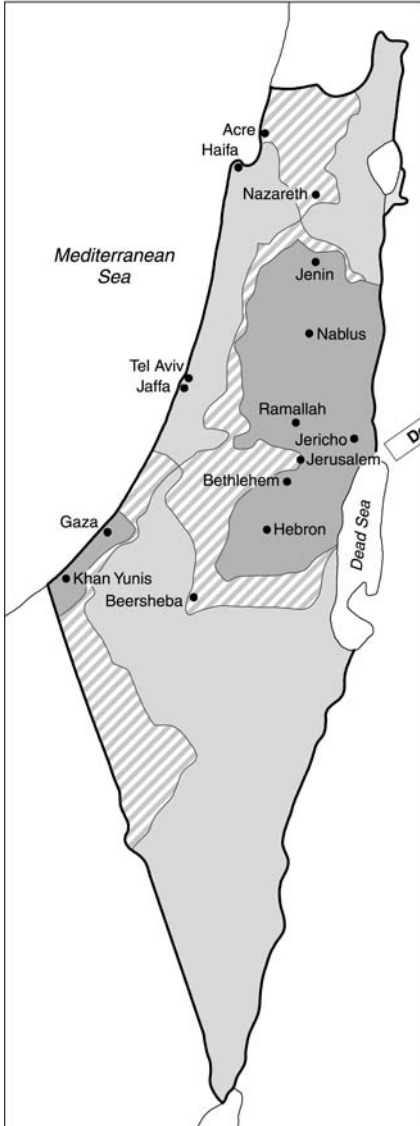 Acre
Haifa
Nazareth
Mediterranean
Sea
Jenin
Nablus
Tel Aviv
Jaffa
Ramallah
Jericho
Jerusalem
Bethlehem
Gaza
Hebron
Dead Sea
Khan Yunis
Beersheba